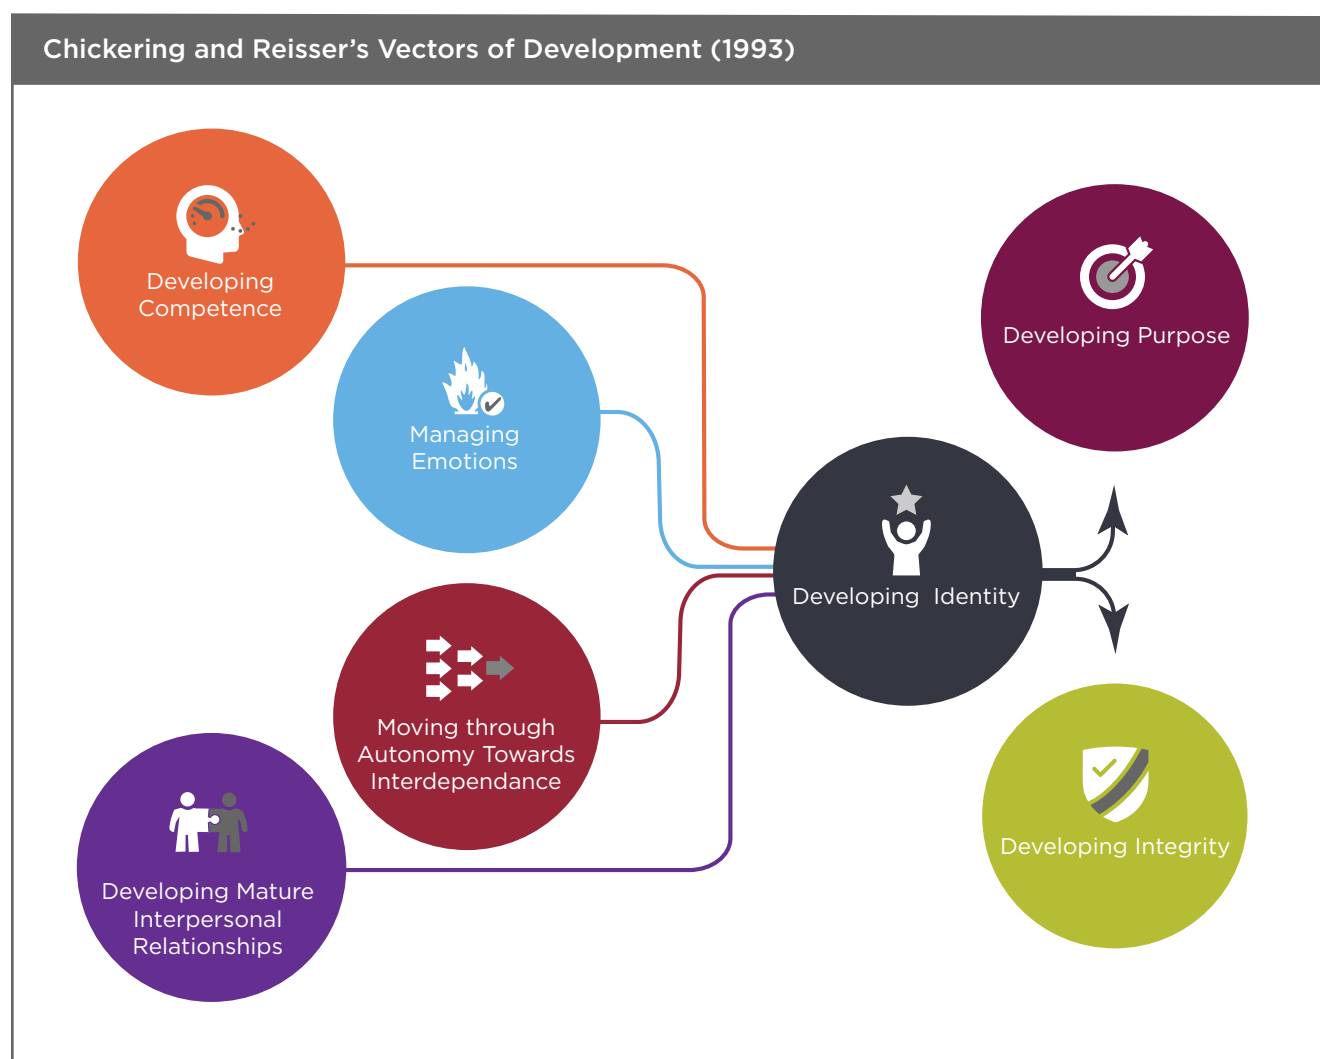 Chickering and Reisser’s Vectors of Development (1993)
Developing
Competence
Managing
Emotions
Moving through
Autonomy Towards
Interdependance
Developing Mature
Interpersonal
Relationships
Developing Identity
Developing Purpose
Developing Integrity